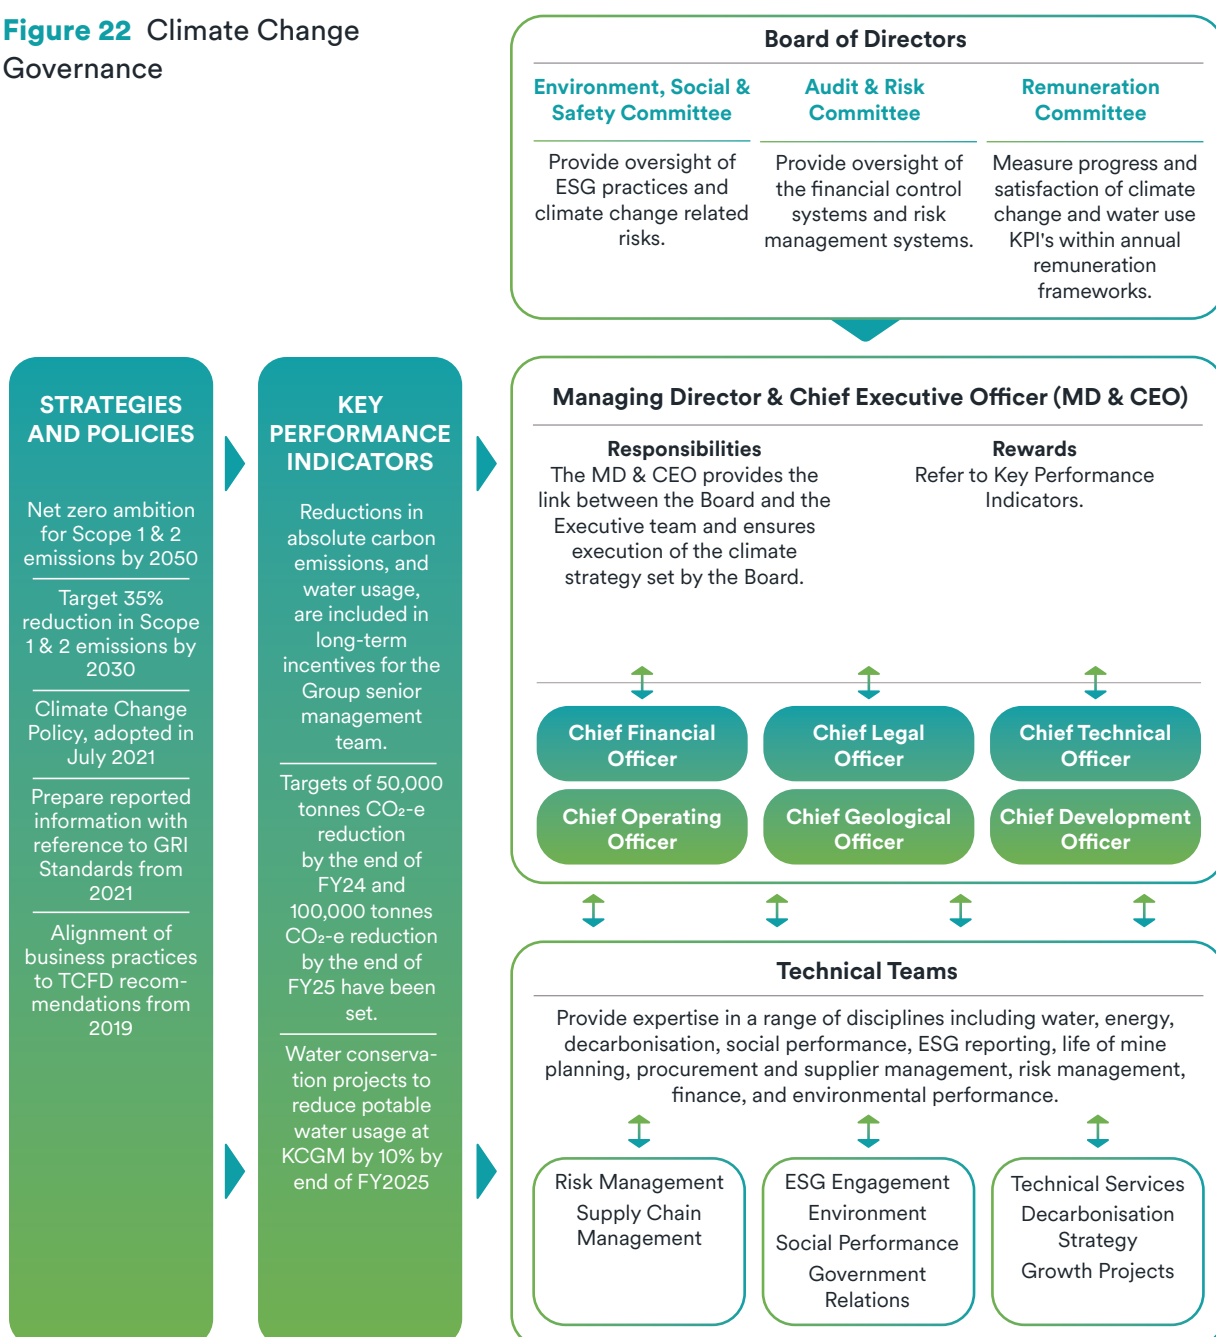 Figure 22 Climate Change
Governance
Board of Directors
Environment, Social &
Safety Committee
Provide oversight of
ESG practices and
climate change related
risks.
Audit & Risk
Committee
Provide oversight of
the financial control
systems and risk
management systems.
Remuneration
Committee
Measure progress and
satisfaction of climate
change and water use
KPI's within annual
remuneration
frameworks.
STRATEGIES
AND POLICIES
Net zero ambition
for Scope 1 & 2
emissions by 2050
Target 35%
reduction in Scope
1 & 2 emissions by
2030
Climate Change
Policy, adopted in
July 2021
Prepare reported
information with
reference to GRI
Standards from
2021
Alignment of
business practices
to TCFD recom-
mendations from
2019
KEY
PERFORMANCE
INDICATORS
Reductions in
absolute carbon
emissions, and
water usage,
are included in
long-term
incentives for the
Group senior
management
team.
Targets of 50,000
tonnes CO₂-e
reduction
by the end of
FY24 and
100,000 tonnes
CO₂-e reduction
by the end of
FY25 have been
set.
Water conserva-
tion projects to
reduce potable
water usage at
KCGM by 10% by
end of FY2025
Managing Director & Chief Executive Officer (MD & CEO)
Responsibilities
The MD & CEO provides the
link between the Board and the
Executive team and ensures
execution of the climate
strategy set by the Board.
Rewards
Refer to Key Performance
Indicators.
Chief Financial
Officer
Chief Legal
Officer
Chief Technical
Officer
Chief Operating
Officer
Chief Geological
Officer
Chief Development
Officer
Technical Teams
Provide expertise in a range of disciplines including water, energy,
decarbonisation, social performance, ESG reporting, life of mine
planning, procurement and supplier management, risk management,
finance, and environmental performance.
Risk Management
Supply Chain
Management
ESG Engagement
Environment
Social Performance
Government
Relations
Technical Services
Decarbonisation
Strategy
Growth Projects